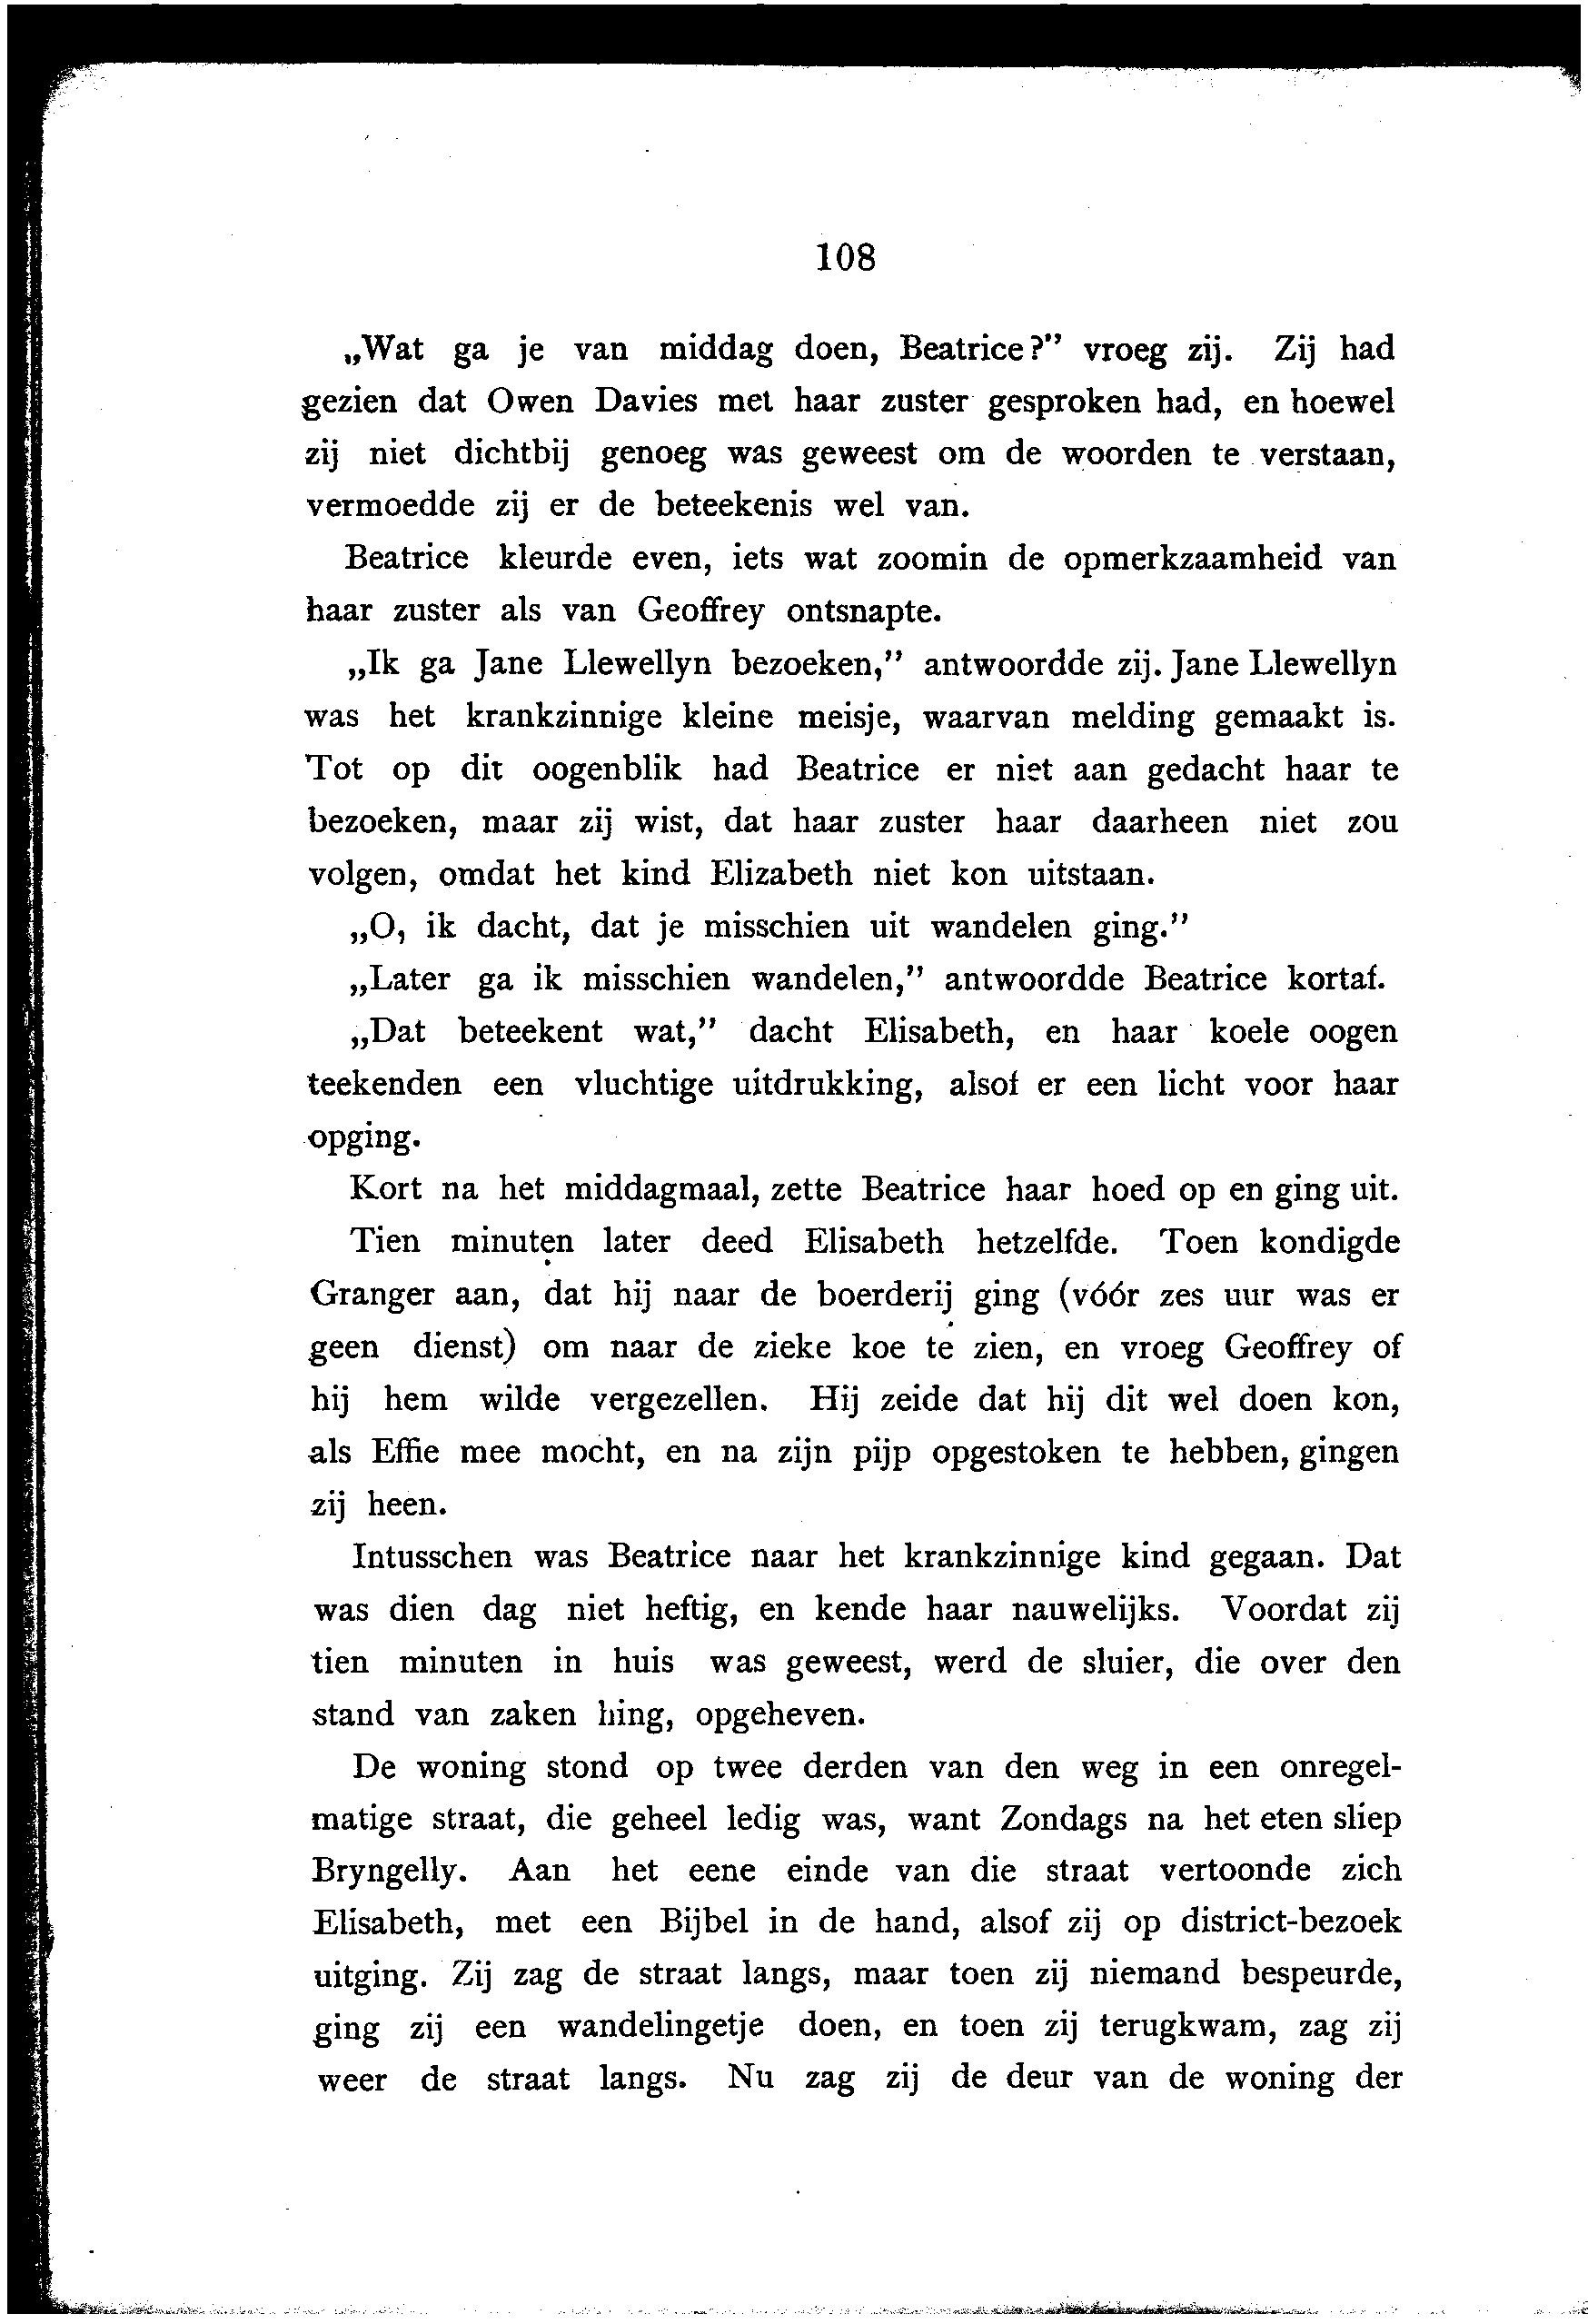 108
„Wat ga je van middag doen, Beatrice?” vroeg zij. Zij had
gezien dat Owen Davies met haar zuster gesproken had, en hoewel
zij niet dichtbij genoeg was geweest om de woorden te verstaan,
vermoedde zij er de beteekenis wel van.
Beatrice kleurde even, iets wat zoomin de opmerkzaamheid van
haar zuster als van Geoffrey ontsnapte.
„Ik ga Jane Llewellyn bezoeken,” antwoordde zij. Jane Llewellyn
was het krankzinnige kleine meisje, waarvan melding gemaakt is.
Tot op dit oogenblik had Beatrice er niet aan gedacht haar te
bezoeken, maar zij wist, dat haar zuster haar daarheen niet zou
volgen, omdat het kind Elizabeth niet kon uitstaan.
„O, ik dacht, dat je misschien uit wandelen ging.”
„Later ga ik misschien wandelen,” antwoordde Beatrice kortaf.
„Dat beteekent wat,” dacht Elisabeth, en haar koele oogen
teekenden een vluchtige uitdrukking, alsof er een licht voor haar
opging.
Kort na het middagmaal, zette Beatrice haar hoed op en ging uit.
Tien minuten later deed Elisabeth hetzelfde. Toen kondigde
Granger aan, dat hij naar de boerderij ging (vóór zes uur was er
geen dienst) om naar de zieke koe te zien, en vroeg Geoffrey of
hij hem wilde vergezellen. Hij zeide dat hij dit wel doen kon,
als Effie mee mocht, en na zijn pijp opgestoken te hebben, gingen
zij heen.
Intusschen was Beatrice naar het krankzinnige kind gegaan. Dat
was dien dag niet heftig, en kende haar nauwelijks. Voordat zij
tien minuten in huis was geweest, werd de sluier, die over den
stand van zaken hing, opgeheven.
De woning stond op twee derden van den weg in een onregel-
matige straat, die geheel ledig was, want Zondags na het eten sliep
Bryngelly. Aan het eene einde van die straat vertoonde zich
Elisabeth, met een Bijbel in de hand, alsof zij op district-bezoek
uitging. Zij zag de straat langs, maar toen zij niemand bespeurde,
ging zij een wandelingetje doen, en toen zij terugkwam, zag zij
weer de straat langs. Nu zag zij de deur van de woning der